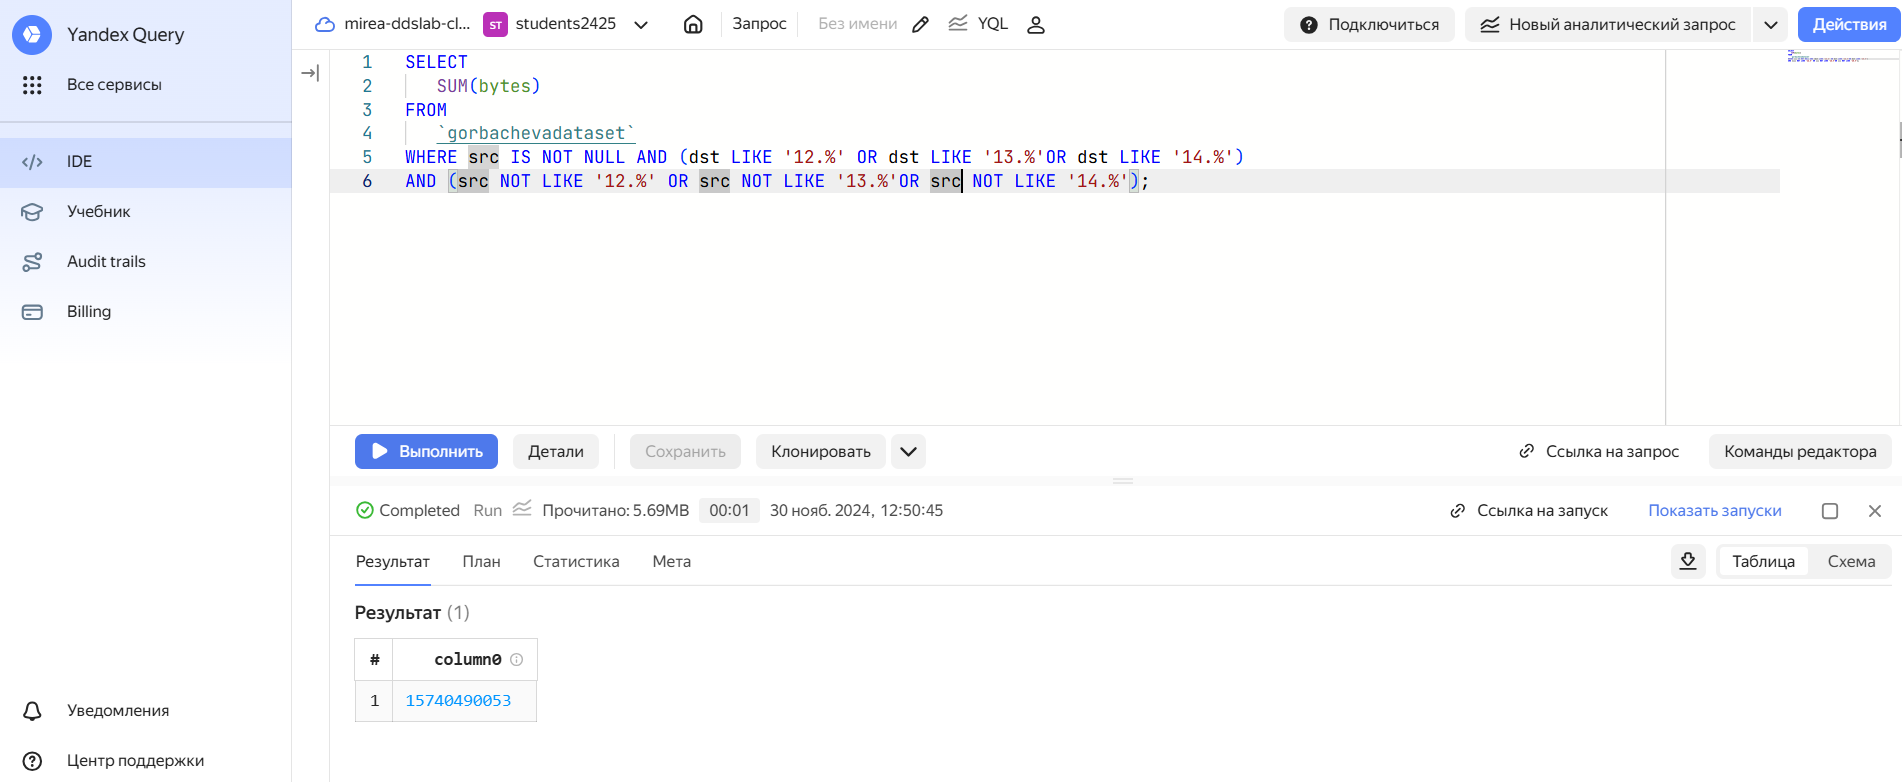 Yandex Query
Все сервисы
IDE
Учебник
Audit trails
Billing
Уведомления
Центр поддержки
mirea-ddslab-cl... ST students2425 Запрос Без имени YQL Подключиться Новый аналитический запрос Действия
1 SELECT
2 SUM(bytes)
3 FROM
4 `gorbachevadataset`
5 WHERE src IS NOT NULL AND (dst LIKE '12.%' OR dst LIKE '13.%'OR dst LIKE '14.%')
6 AND (src NOT LIKE '12.%' OR src NOT LIKE '13.%'OR src NOT LIKE '14.%');
Выполнить Детали Сохранить Клонировать Ссылка на запрос Команды редактора
Completed Run Прочитано: 5.69MB 00:01 30 нояб. 2024, 12:50:45 Ссылка на запуск Показать запуски
Результат План Статистика Мета Таблица Схема
Результат (1)
# column0
1 15740490053